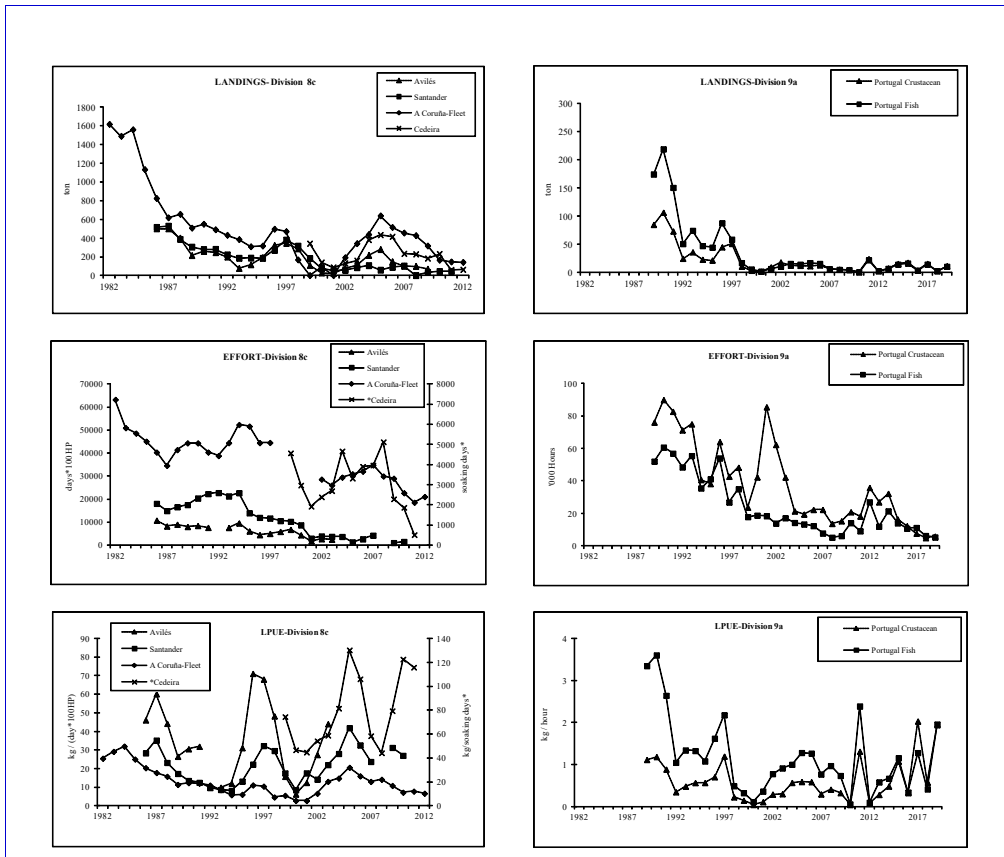 LANDINGS- Division 8c
Avilés
Santander
A Coruña-Fleet
Cedeira
ton
1800
1600
1400
1200
1000
800
600
400
200
0
1982 1987 1992 1997 2002 2007 2012
LANDINGS-Division 9a
Portugal Crustacean
Portugal Fish
ton
300
250
200
150
100
50
0
1982 1987 1992 1997 2002 2007 2012 2017
EFFORT-Division 8c
Avilés
Santander
A Coruña-Fleet
*Cedeira
days*100 HP
70000
60000
50000
40000
30000
20000
10000
0
8000
7000
6000
5000
4000
3000
2000
1000
0
soaking days*
1982 1987 1992 1997 2002 2007 2012
EFFORT-Division 9a
Portugal Crustacean
Portugal Fish
'000 Hours
100
80
60
40
20
0
1982 1987 1992 1997 2002 2007 2012 2017
LPUE-Division 8c
Avilés
Santander
A Coruña-Fleet
*Cedeira
kg / (day*100HP)
90
80
70
60
50
40
30
20
10
0
140
120
100
80
60
40
20
0
kg/soaking days*
1982 1987 1992 1997 2002 2007 2012
LPUE-Division 9a
Portugal Crustacean
Portugal Fish
kg / hour
4
3
2
1
0
1982 1987 1992 1997 2002 2007 2012 2017